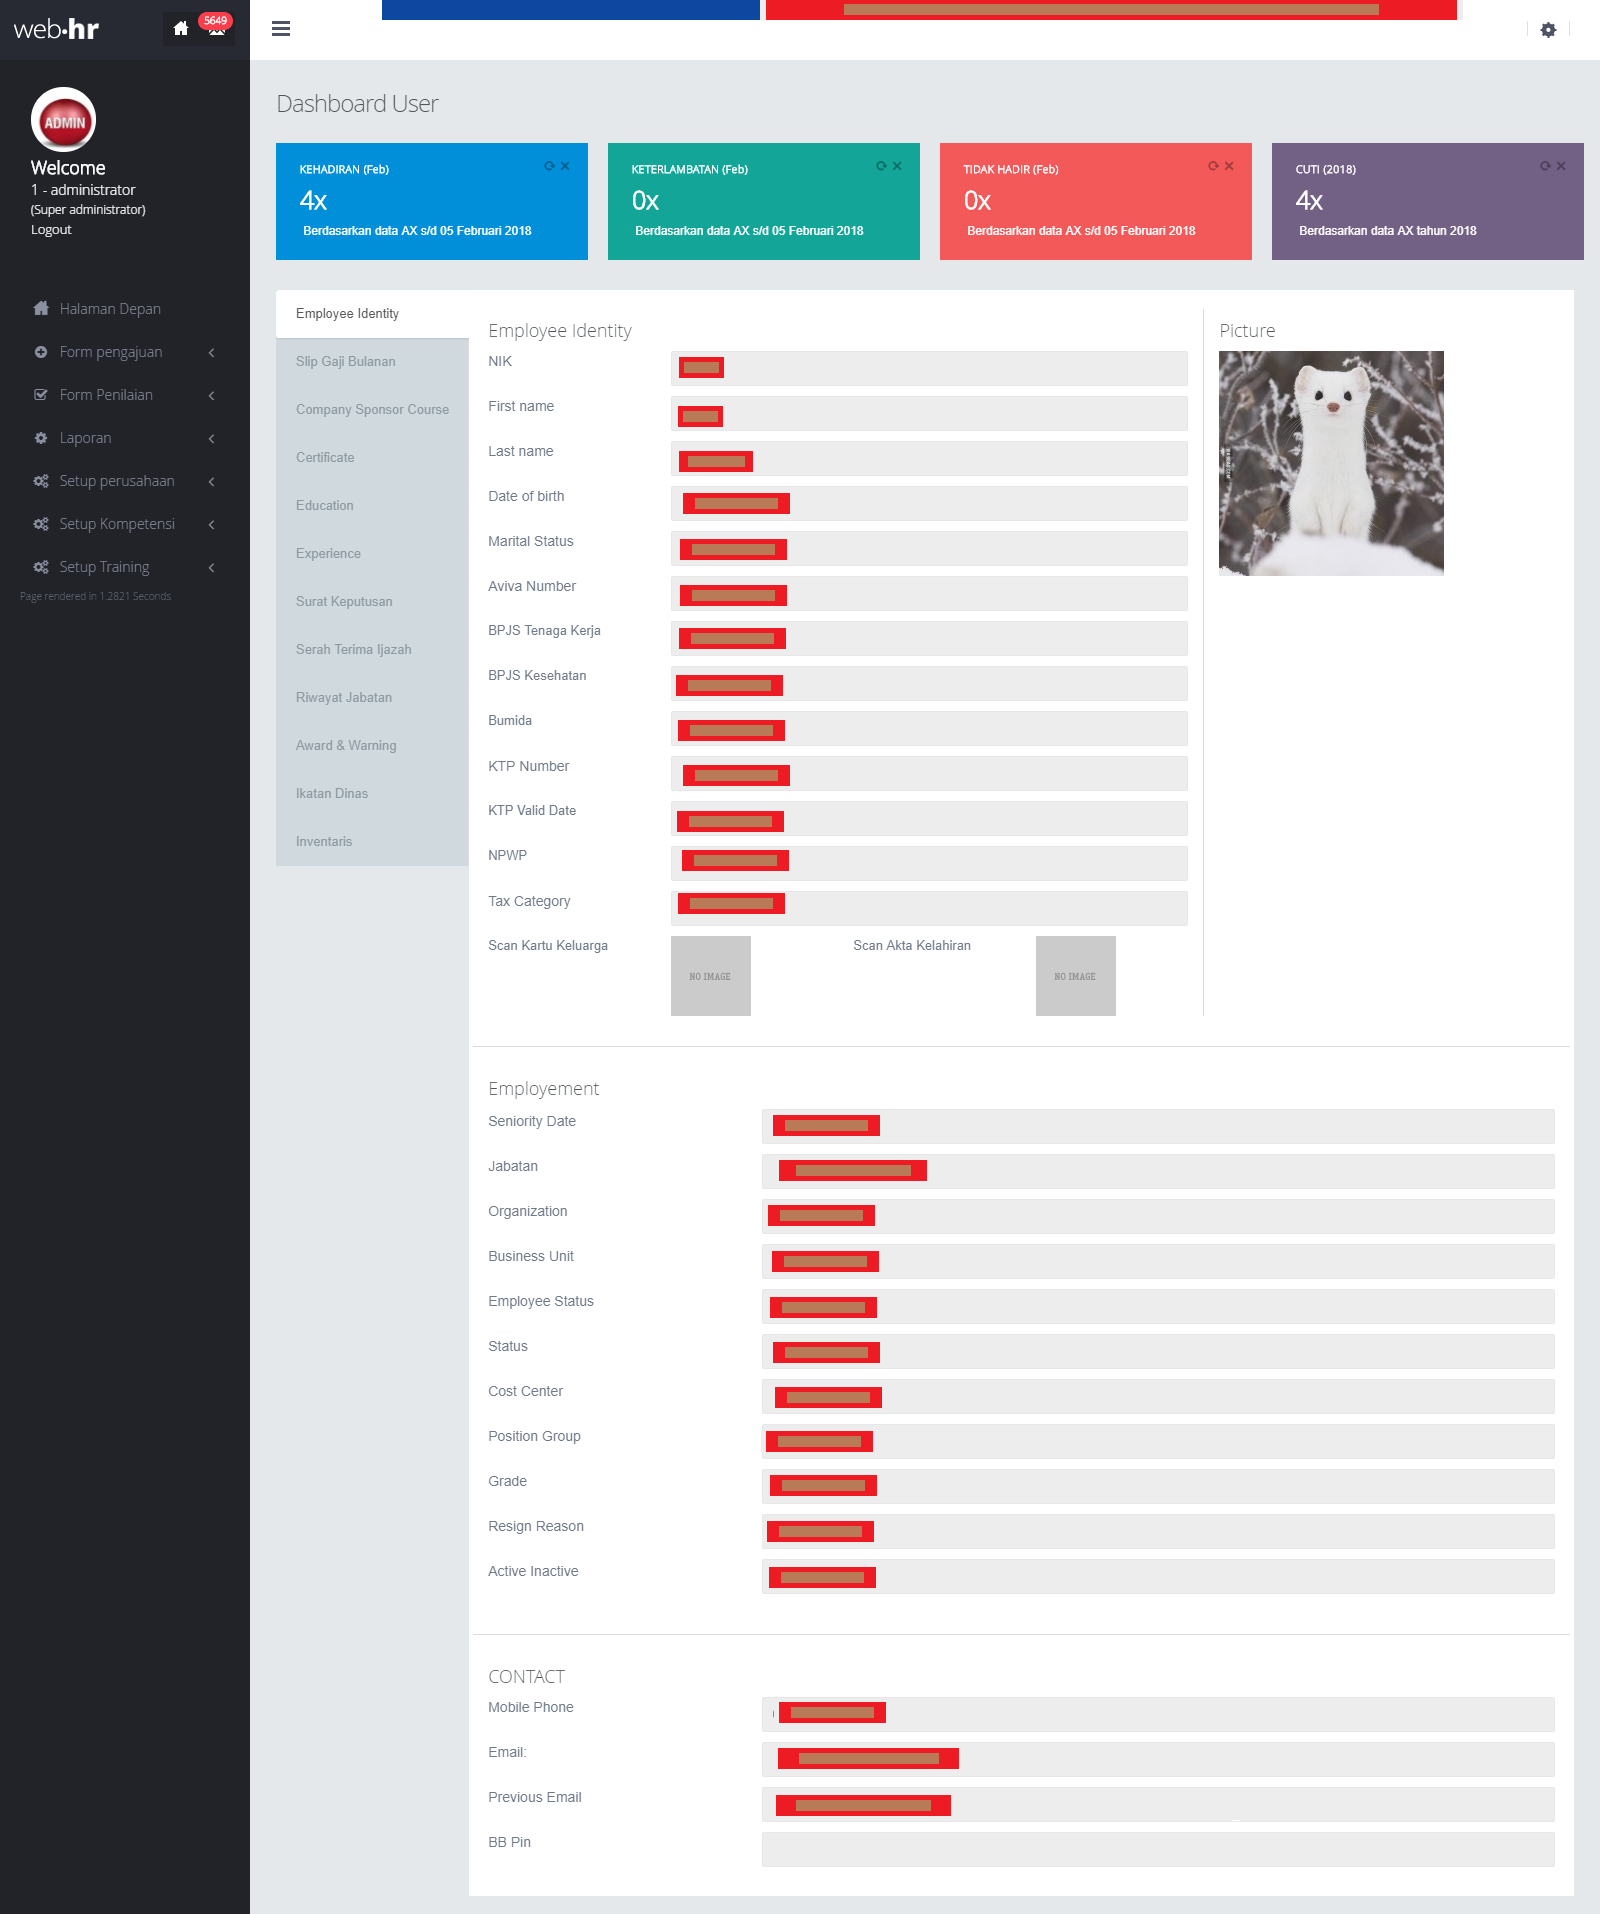 web·hr
5649
ADMIN
Welcome
1 - administrator
(Super administrator)
Logout
Halaman Depan
Form pengajuan
Form Penilaian
Laporan
Setup perusahaan
Setup Kompetensi
Setup Training
Page rendered in 1.2821 Seconds
Dashboard User
KEHADIRAN (Feb)
4x
Berdasarkan data AX s/d 05 Februari 2018
KETERLAMBATAN (Feb)
0x
Berdasarkan data AX s/d 05 Februari 2018
TIDAK HADIR (Feb)
0x
Berdasarkan data AX s/d 05 Februari 2018
CUTI (2018)
4x
Berdasarkan data AX tahun 2018
Employee Identity
Slip Gaji Bulanan
Company Sponsor Course
Certificate
Education
Experience
Surat Keputusan
Serah Terima Ijazah
Riwayat Jabatan
Award & Warning
Ikatan Dinas
Inventaris
Employee Identity
NIK
First name
Last name
Date of birth
Marital Status
Aviva Number
BPJS Tenaga Kerja
BPJS Kesehatan
Bumida
KTP Number
KTP Valid Date
NPWP
Tax Category
Scan Kartu Keluarga
NO IMAGE
Scan Akta Kelahiran
NO IMAGE
Picture
Employement
Seniority Date
Jabatan
Organization
Business Unit
Employee Status
Status
Cost Center
Position Group
Grade
Resign Reason
Active Inactive
CONTACT
Mobile Phone
Email:
Previous Email
BB Pin